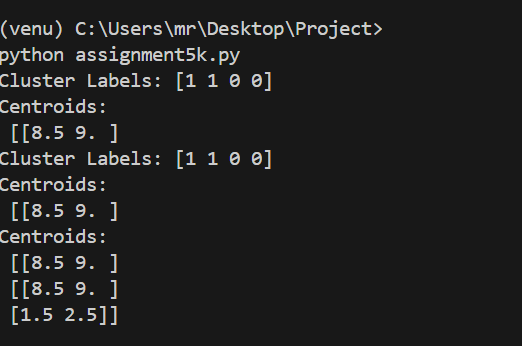 (venu) C:\Users\mr\Desktop\Project>
python assignment5k.py
Cluster Labels: [1 1 0 0]
Centroids:
[[8.5 9. ]
Cluster Labels: [1 1 0 0]
Centroids:
[[8.5 9. ]
Centroids:
[[8.5 9. ]
[[8.5 9. ]
[1.5 2.5]]